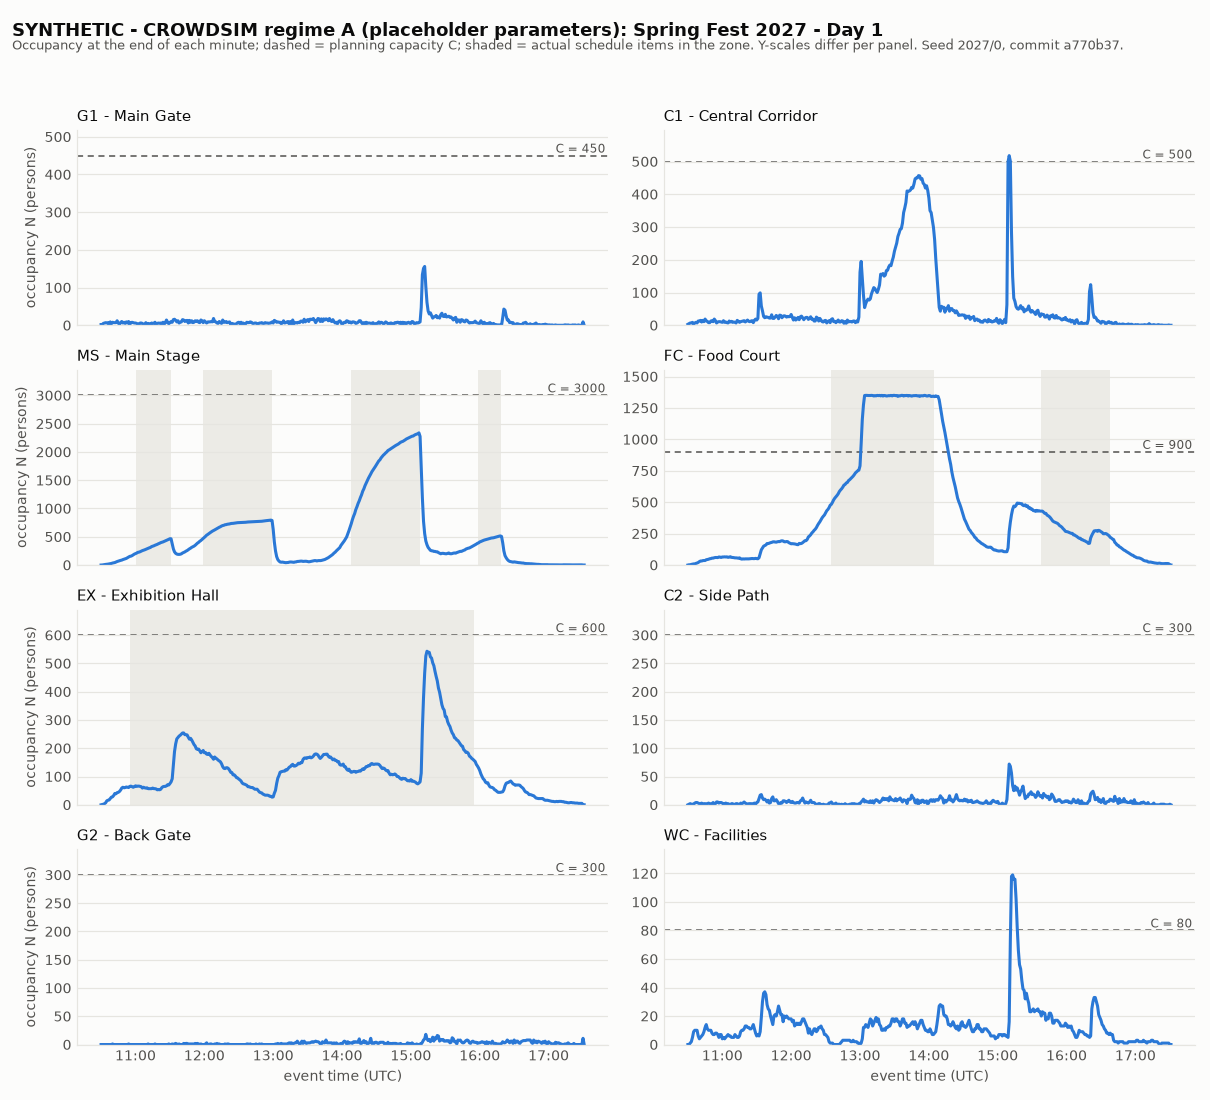 SYNTHETIC - CROWDSIM regime A (placeholder parameters): Spring Fest 2027 - Day 1
Occupancy at the end of each minute; dashed = planning capacity C; shaded = actual schedule items in the zone. Y-scales differ per panel. Seed 2027/0, commit a770b37.
G1 - Main Gate
occupancy N (persons)
500
400
300
200
100
0
C = 450
C1 - Central Corridor
500
400
300
200
100
0
C = 500
MS - Main Stage
occupancy N (persons)
3000
2500
2000
1500
1000
500
0
C = 3000
FC - Food Court
1500
1250
1000
750
500
250
0
C = 900
EX - Exhibition Hall
occupancy N (persons)
600
500
400
300
200
100
0
C = 600
C2 - Side Path
300
250
200
150
100
50
0
C = 300
G2 - Back Gate
occupancy N (persons)
300
250
200
150
100
50
0
C = 300
11:00 12:00 13:00 14:00 15:00 16:00 17:00
event time (UTC)
WC - Facilities
120
100
80
60
40
20
0
C = 80
11:00 12:00 13:00 14:00 15:00 16:00 17:00
event time (UTC)